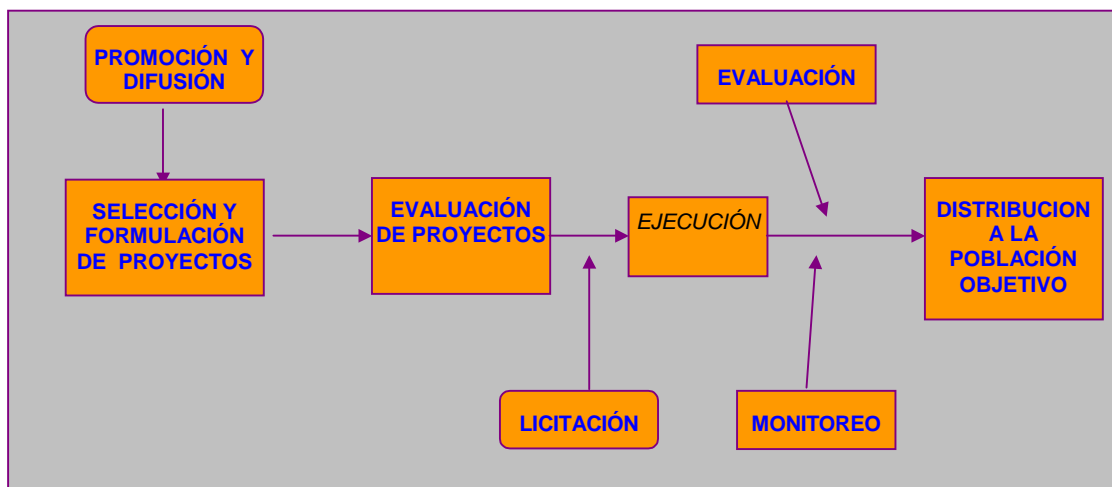 PROMOCIÓN Y
DIFUSIÓN
EVALUACIÓN
SELECCIÓN Y
FORMULACIÓN
DE PROYECTOS
EVALUACIÓN
DE PROYECTOS
EJECUCIÓN
DISTRIBUCION
A LA
POBLACIÓN
OBJETIVO
LICITACIÓN
MONITOREO